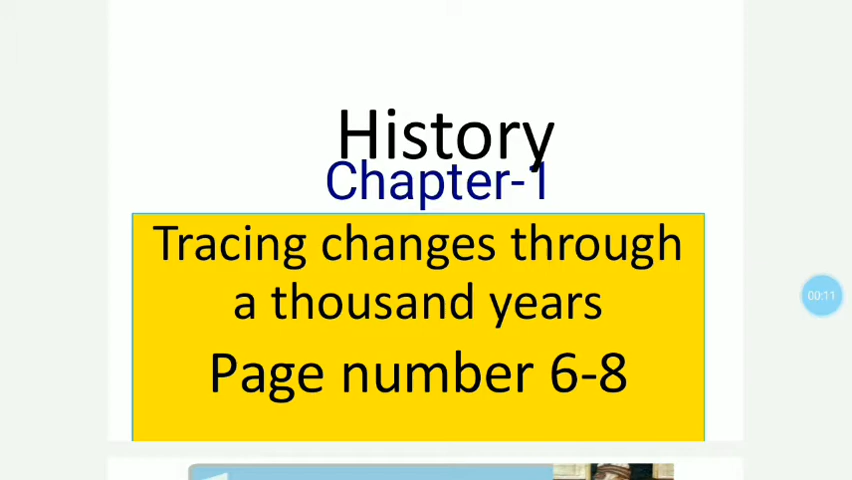 History
Chapter-1
Tracing changes through
a thousand years
Page number 6-8
00:11